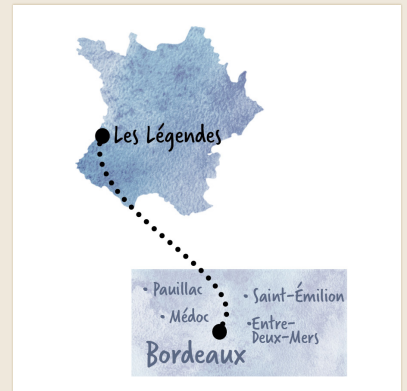 Les Légendes
• Pauillac
• Saint-Émilion
• Médoc
•Entre-
Deux-Mers
Bordeaux